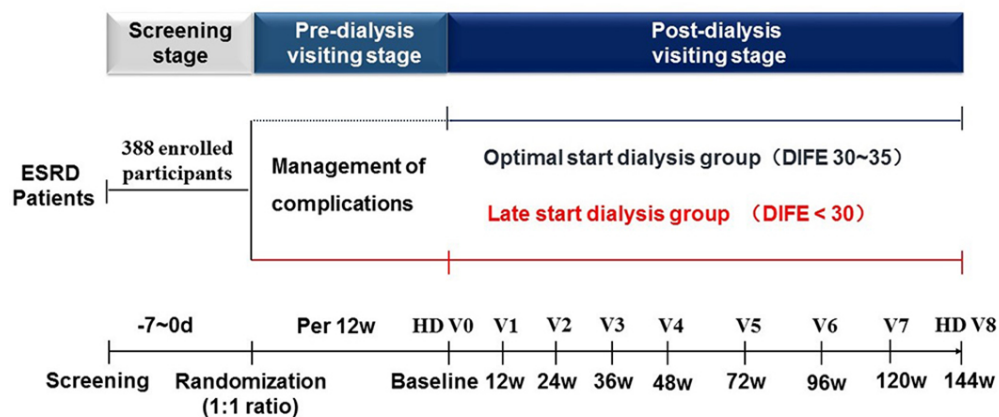 Screening
stage
Pre-dialysis
visiting stage
Post-dialysis
visiting stage
ESRD
Patients
388 enrolled
participants
Management of
complications
Optimal start dialysis group（DIFE 30~35）
Late start dialysis group （DIFE < 30）
-7~0d
Per 12w
HD V0
V1
V2
V3
V4
V5
V6
V7
HD V8
Screening
Randomization
(1:1 ratio)
Baseline
12w
24w
36w
48w
72w
96w
120w
144w